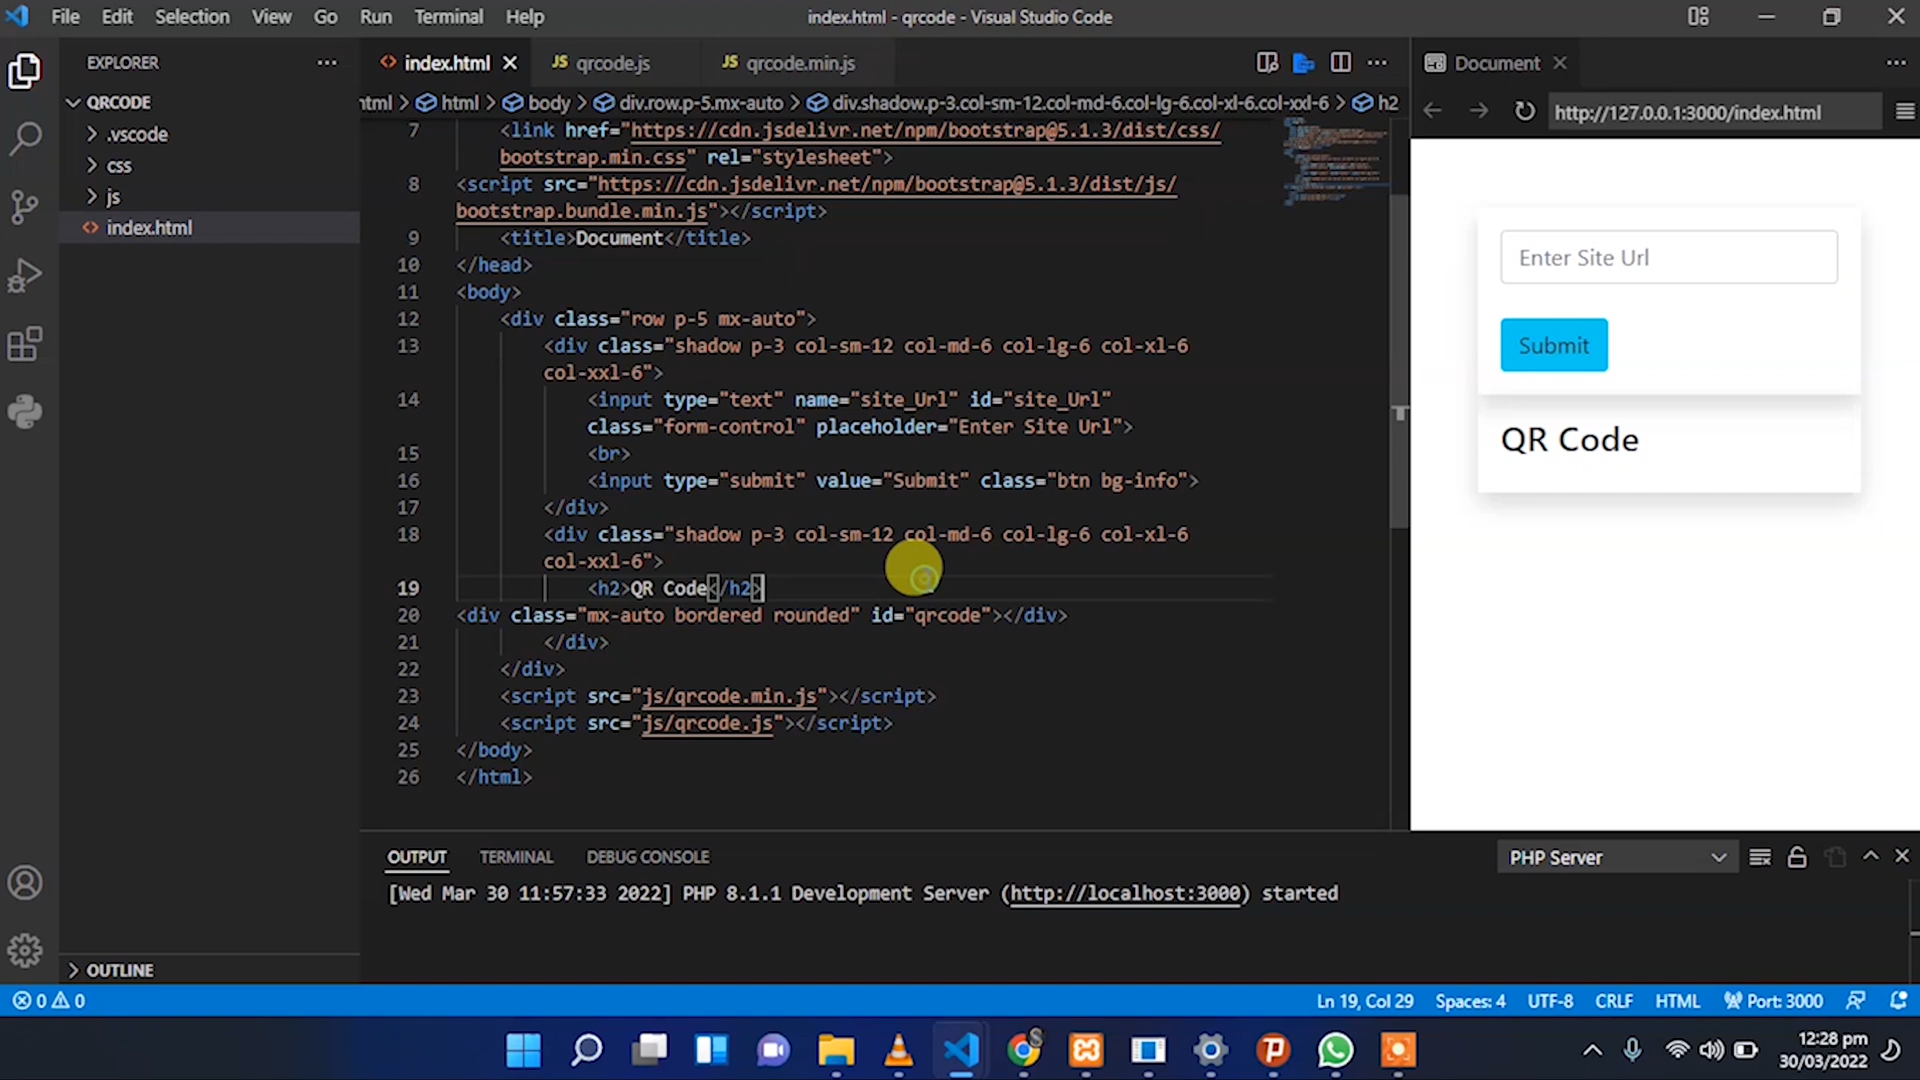 File Edit Selection View Go Run Terminal Help
index.html - qrcode - Visual Studio Code
EXPLORER
QRCODE
.vscode
css
js
index.html
OUTLINE
index.html
JS qrcode.js
JS qrcode.min.js
html > html > body > div.row.p-5.mx-auto > div.shadow.p-3.col-sm-12.col-md-6.col-lg-6.col-xl-6.col-xxl-6 > h2
7 <link href="https://cdn.jsdelivr.net/npm/bootstrap@5.1.3/dist/css/
bootstrap.min.css" rel="stylesheet">
8 <script src="https://cdn.jsdelivr.net/npm/bootstrap@5.1.3/dist/js/
bootstrap.bundle.min.js"></script>
9 <title>Document</title>
10 </head>
11 <body>
12 <div class="row p-5 mx-auto">
13 <div class="shadow p-3 col-sm-12 col-md-6 col-lg-6 col-xl-6
col-xxl-6">
14 <input type="text" name="site_Url" id="site_Url"
class="form-control" placeholder="Enter Site Url">
15 <br>
16 <input type="submit" value="Submit" class="btn bg-info">
17 </div>
18 <div class="shadow p-3 col-sm-12 col-md-6 col-lg-6 col-xl-6
col-xxl-6">
19 <h2>QR Code</h2>
20 <div class="mx-auto bordered rounded" id="qrcode"></div>
21 </div>
22 </div>
23 <script src="js/qrcode.min.js"></script>
24 <script src="js/qrcode.js"></script>
25 </body>
26 </html>
Document
http://127.0.0.1:3000/index.html
Enter Site Url
Submit
QR Code
OUTPUT TERMINAL DEBUG CONSOLE
PHP Server
[Wed Mar 30 11:57:33 2022] PHP 8.1.1 Development Server (http://localhost:3000) started
0 0
Ln 19, Col 29 Spaces: 4 UTF-8 CRLF HTML Port: 3000
12:28 pm
30/03/2022